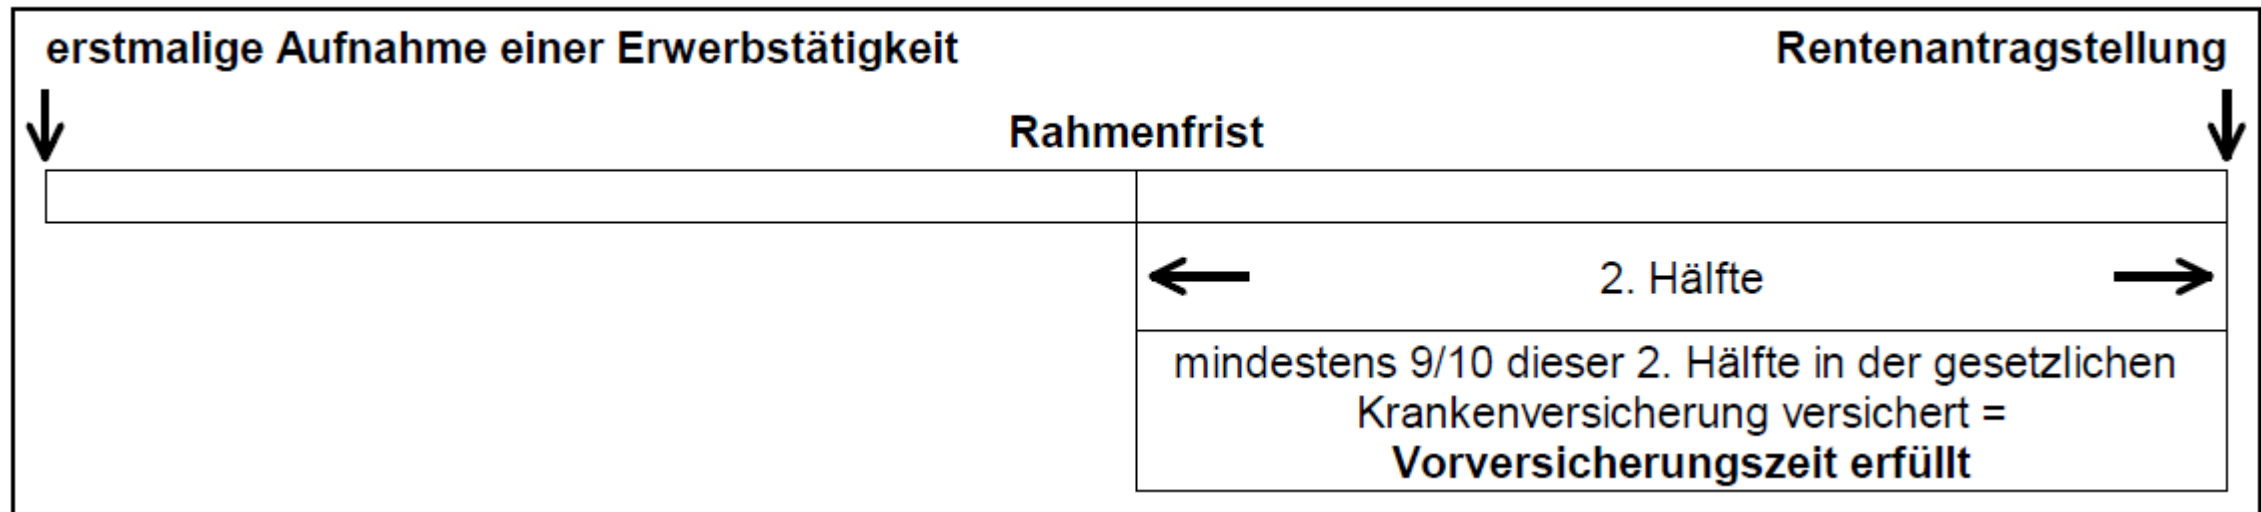 erstmalige Aufnahme einer Erwerbstätigkeit
Rentenantragstellung
Rahmenfrist
2. Hälfte
mindestens 9/10 dieser 2. Hälfte in der gesetzlichen
Krankenversicherung versichert =
Vorversicherungszeit erfüllt